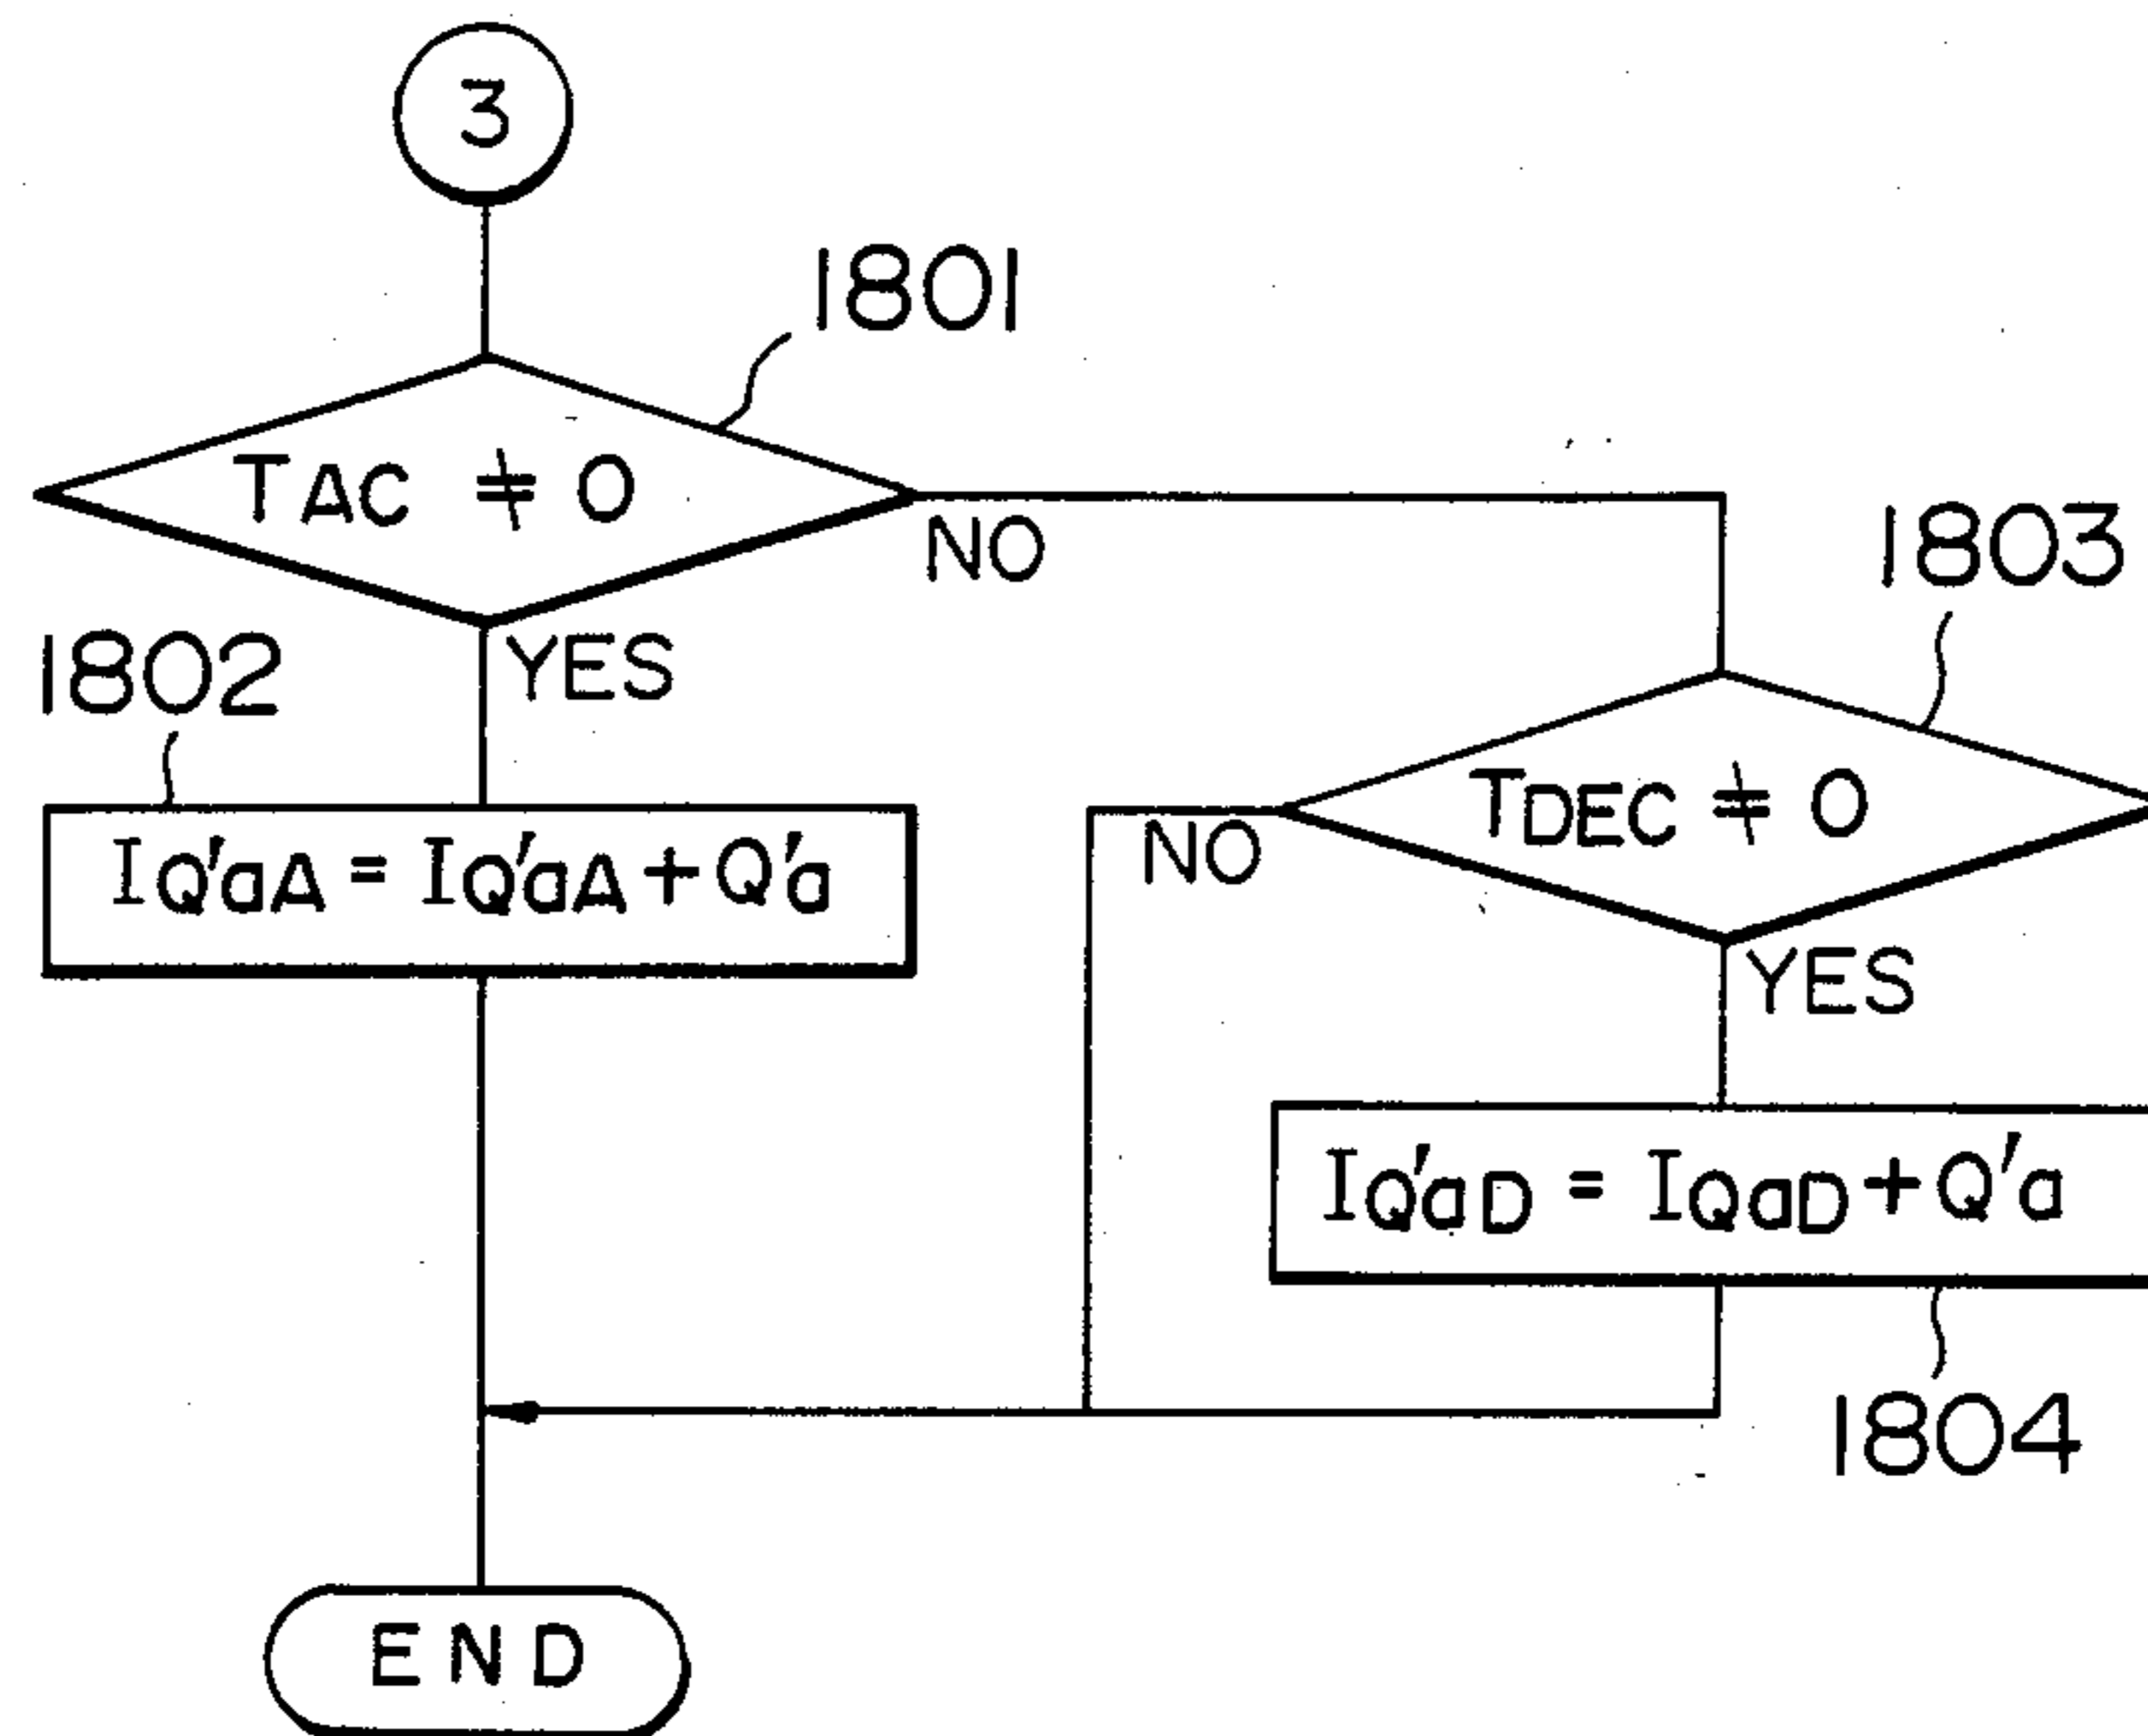 3
1801
TAC ≠ 0
NO
1803
YES
1802
TDEC ≠ 0
NO
IQ'aA = IQ'aA + Q'a
YES
IQ'aD = IQaD + Q'a
1804
END